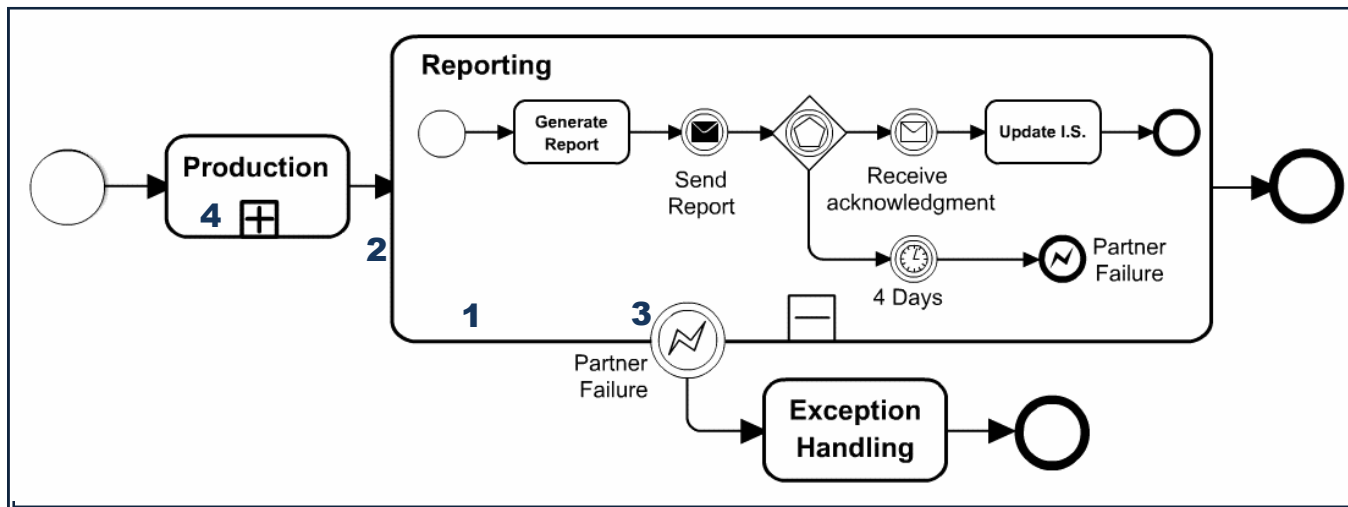 Reporting
Generate
Report
Update I.S.
Send
Report
Receive
acknowledgment
Production
4
2
Partner
Failure
4 Days
1
3
Partner
Failure
Exception
Handling